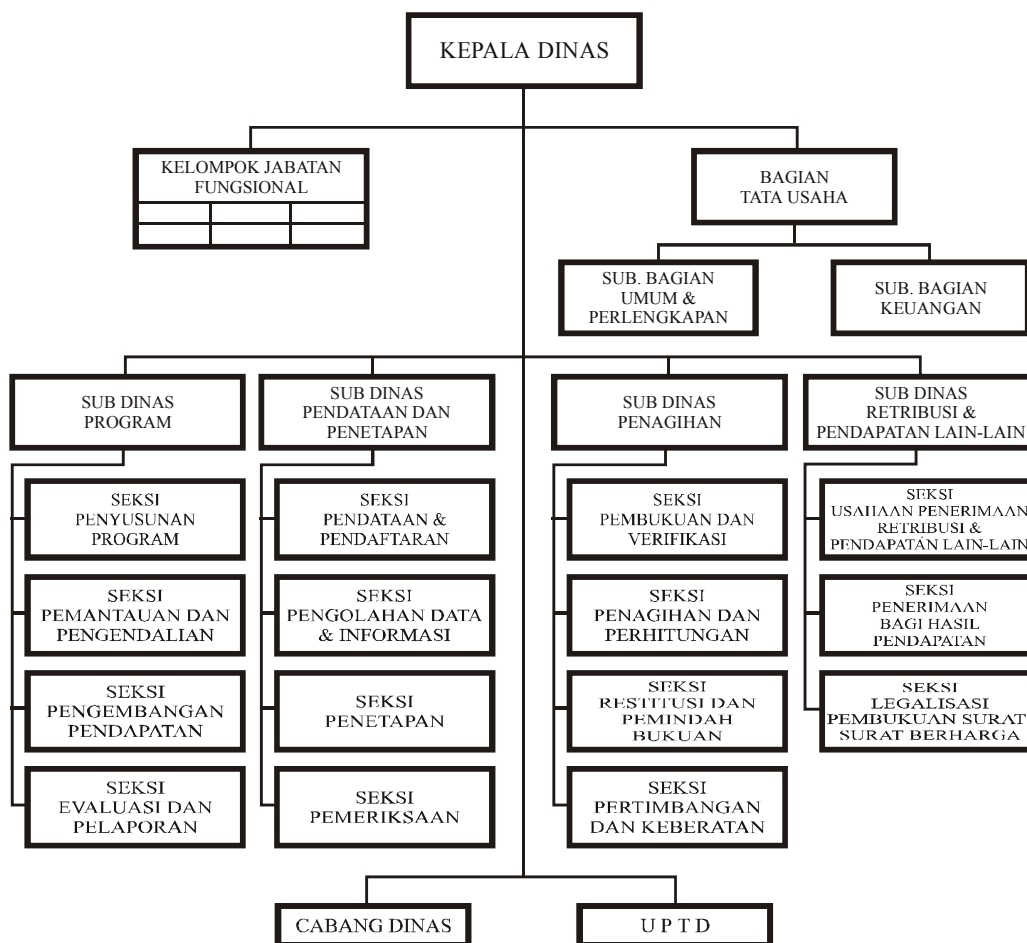 KEPALA DINAS
KELOMPOK JABATAN
FUNGSIONAL
BAGIAN
TATA USAHA
SUB. BAGIAN
UMUM &
PERLENGKAPAN
SUB. BAGIAN
KEUANGAN
SUB DINAS
PROGRAM
SUB DINAS
PENDATAAN DAN
PENETAPAN
SUB DINAS
PENAGIHAN
SUB DINAS
RETRIBUSI &
PENDAPATAN LAIN-LAIN
SEKSI
PENYUSUNAN
PROGRAM
SEKSI
PEMANTAUAN DAN
PENGENDALIAN
SEKSI
PENGEMBANGAN
PENDAPATAN
SEKSI
EVALUASI DAN
PELAPORAN
SEKSI
PENDATAAN &
PENDAFTARAN
SEKSI
PENGOLAHAN DATA
& INFORMASI
SEKSI
PENETAPAN
SEKSI
PEMERIKSAAN
SEKSI
PEMBUKUAN DAN
VERIFIKASI
SEKSI
PENAGIHAN DAN
PERHITUNGAN
SEKSI
RESTITUSI DAN
PEMINDAH
BUKUAN
SEKSI
PERTIMBANGAN
DAN KEBERATAN
SEKSI
USAHAAN PENERIMAAN
RETRIBUSI &
PENDAPATAN LAIN-LAIN
SEKSI
PENERIMAAN
BAGI HASIL
PENDAPATAN
SEKSI
LEGALISASI
PEMBUKUAN SURAT
SURAT BERHARGA
CABANG DINAS
U P T D